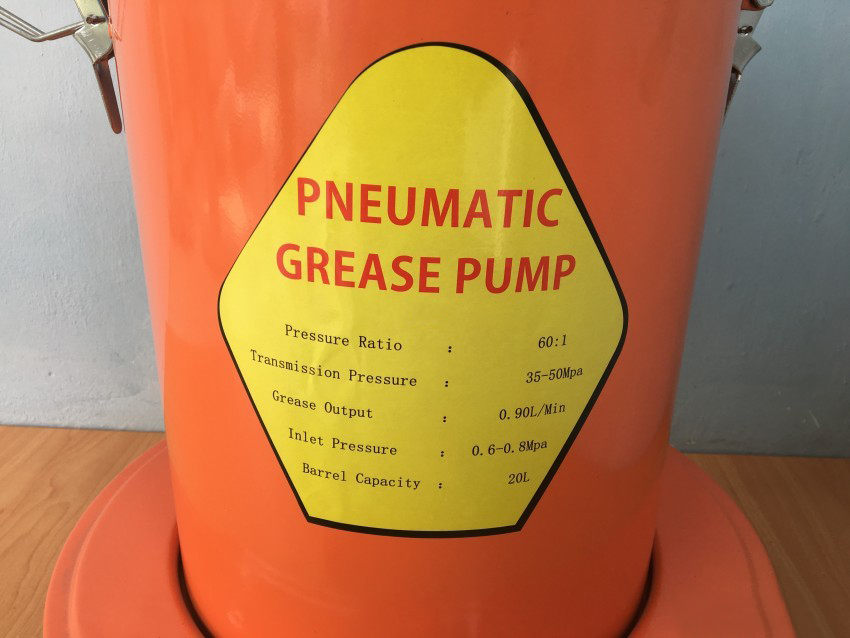 PNEUMATIC
GREASE PUMP
Pressure Ratio : 60:1
Transmission Pressure : 35-50Mpa
Grease Output : 0.90L/Min
Inlet Pressure : 0.6-0.8Mpa
Barrel Capacity : 20L